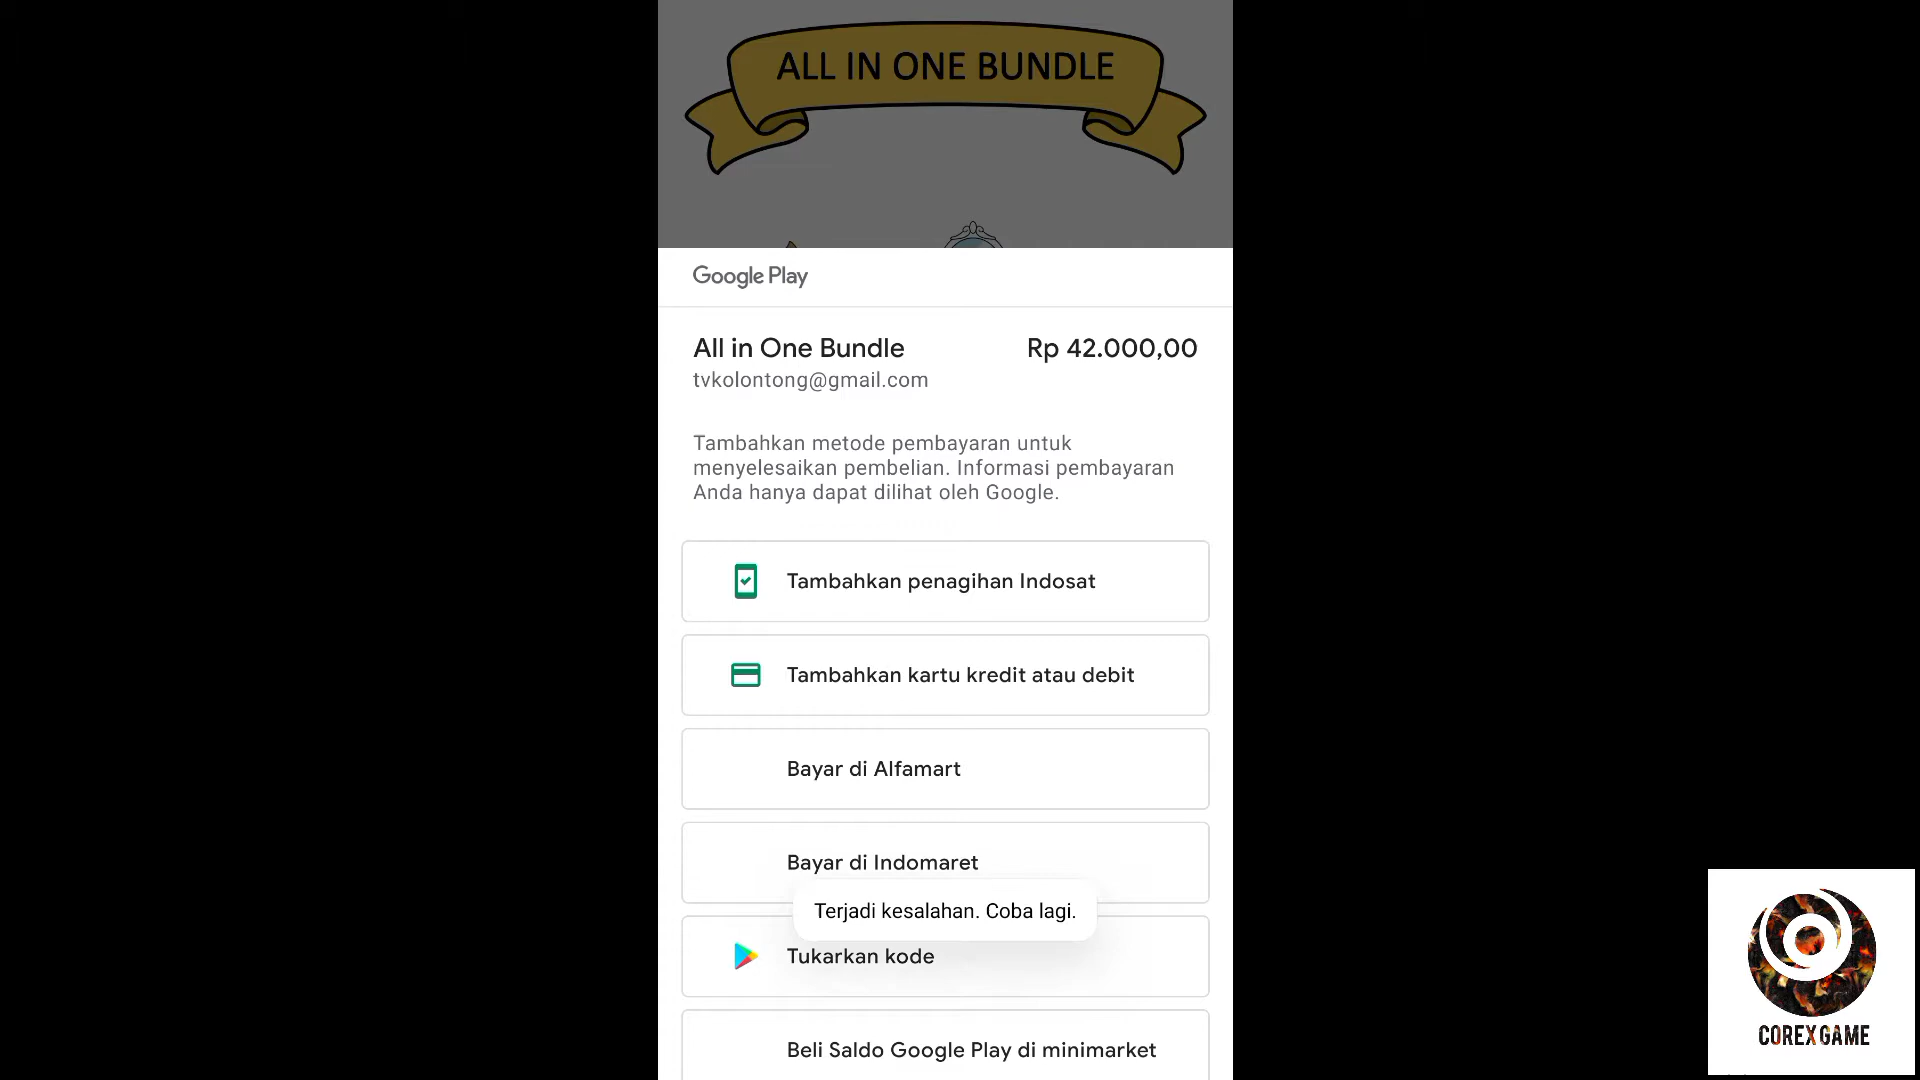 ALL IN ONE BUNDLE
Google Play
All in One Bundle
Rp 42.000,00
tvkolontong@gmail.com
Tambahkan metode pembayaran untuk
menyelesaikan pembelian. Informasi pembayaran
Anda hanya dapat dilihat oleh Google.
Tambahkan penagihan Indosat
Tambahkan kartu kredit atau debit
Bayar di Alfamart
Bayar di Indomaret
Terjadi kesalahan. Coba lagi.
Tukarkan kode
Beli Saldo Google Play di minimarket
COREXGAME